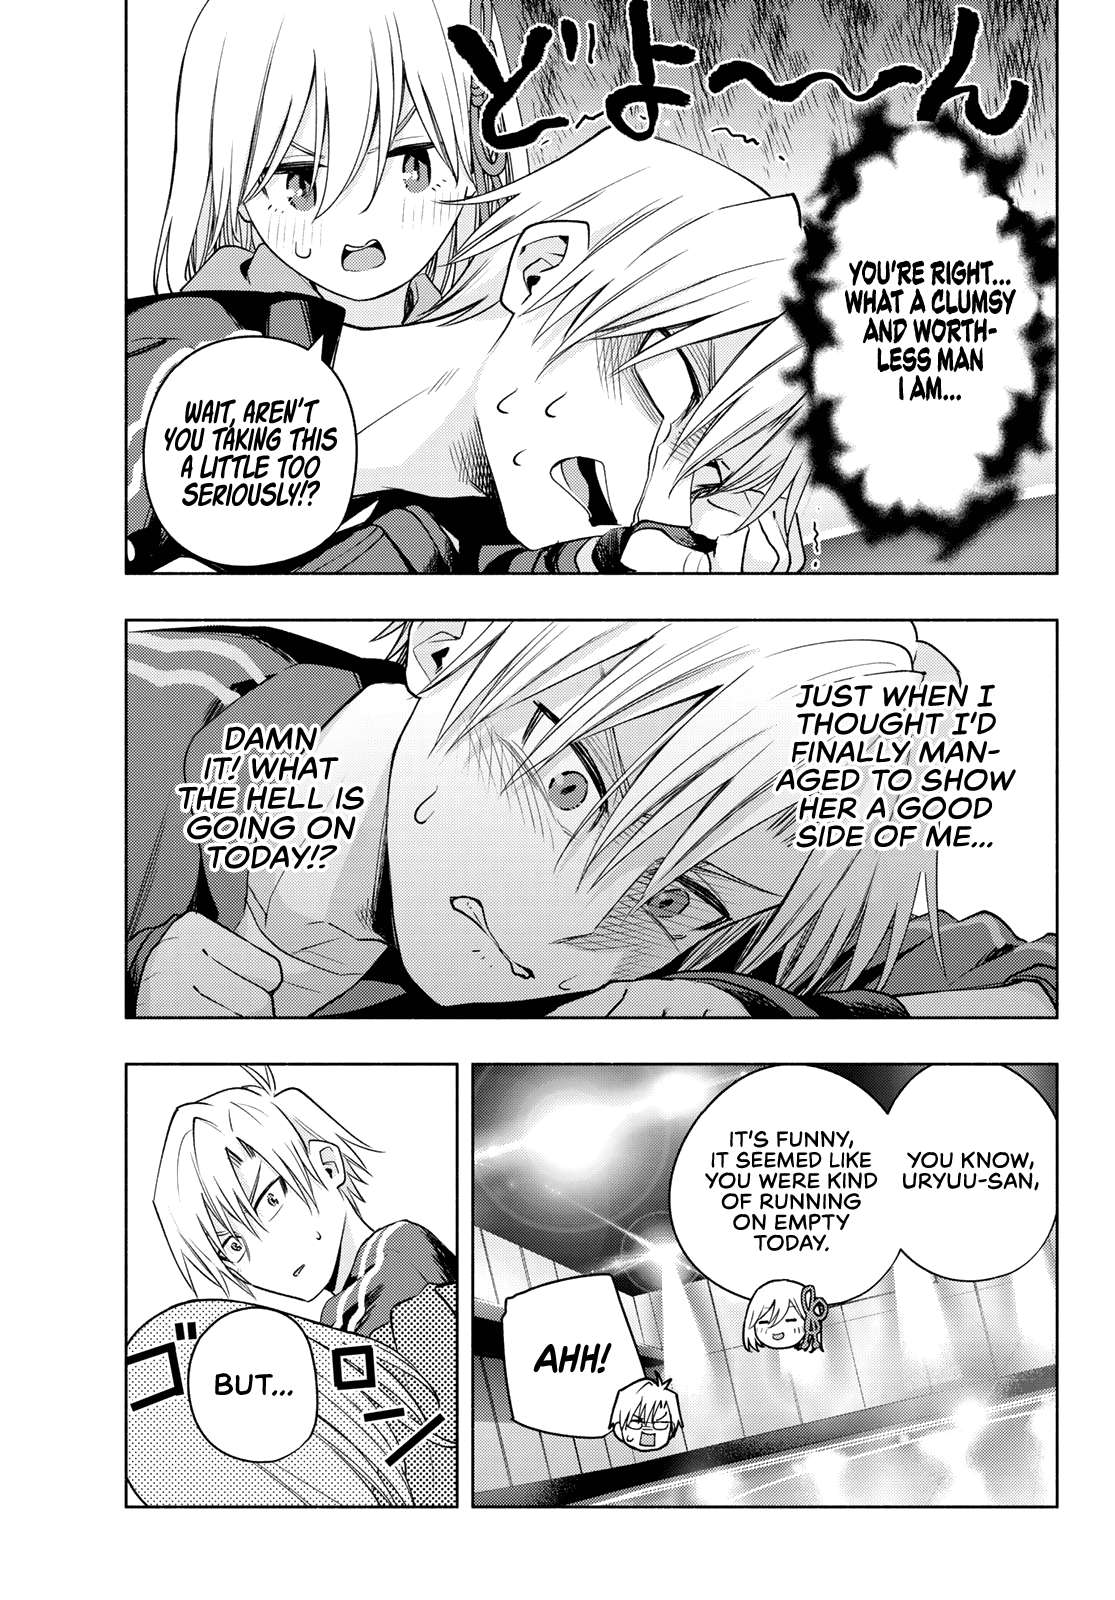 どよ〜〜ん
YOU'RE RIGHT...
WHAT A CLUMSY
AND WORTH-
LESS MAN
I AM...
WAIT, AREN'T
YOU TAKING THIS
A LITTLE TOO
SERIOUSLY!?
JUST WHEN I
THOUGHT I'D
FINALLY MAN-
AGED TO SHOW
HER A GOOD
SIDE OF ME...
DAMN
IT! WHAT
THE HELL IS
GOING ON
TODAY!?
YOU KNOW,
URYUU-SAN,
IT'S FUNNY,
IT SEEMED LIKE
YOU WERE KIND
OF RUNNING
ON EMPTY
TODAY.
AHH!
BUT...
ゴローン